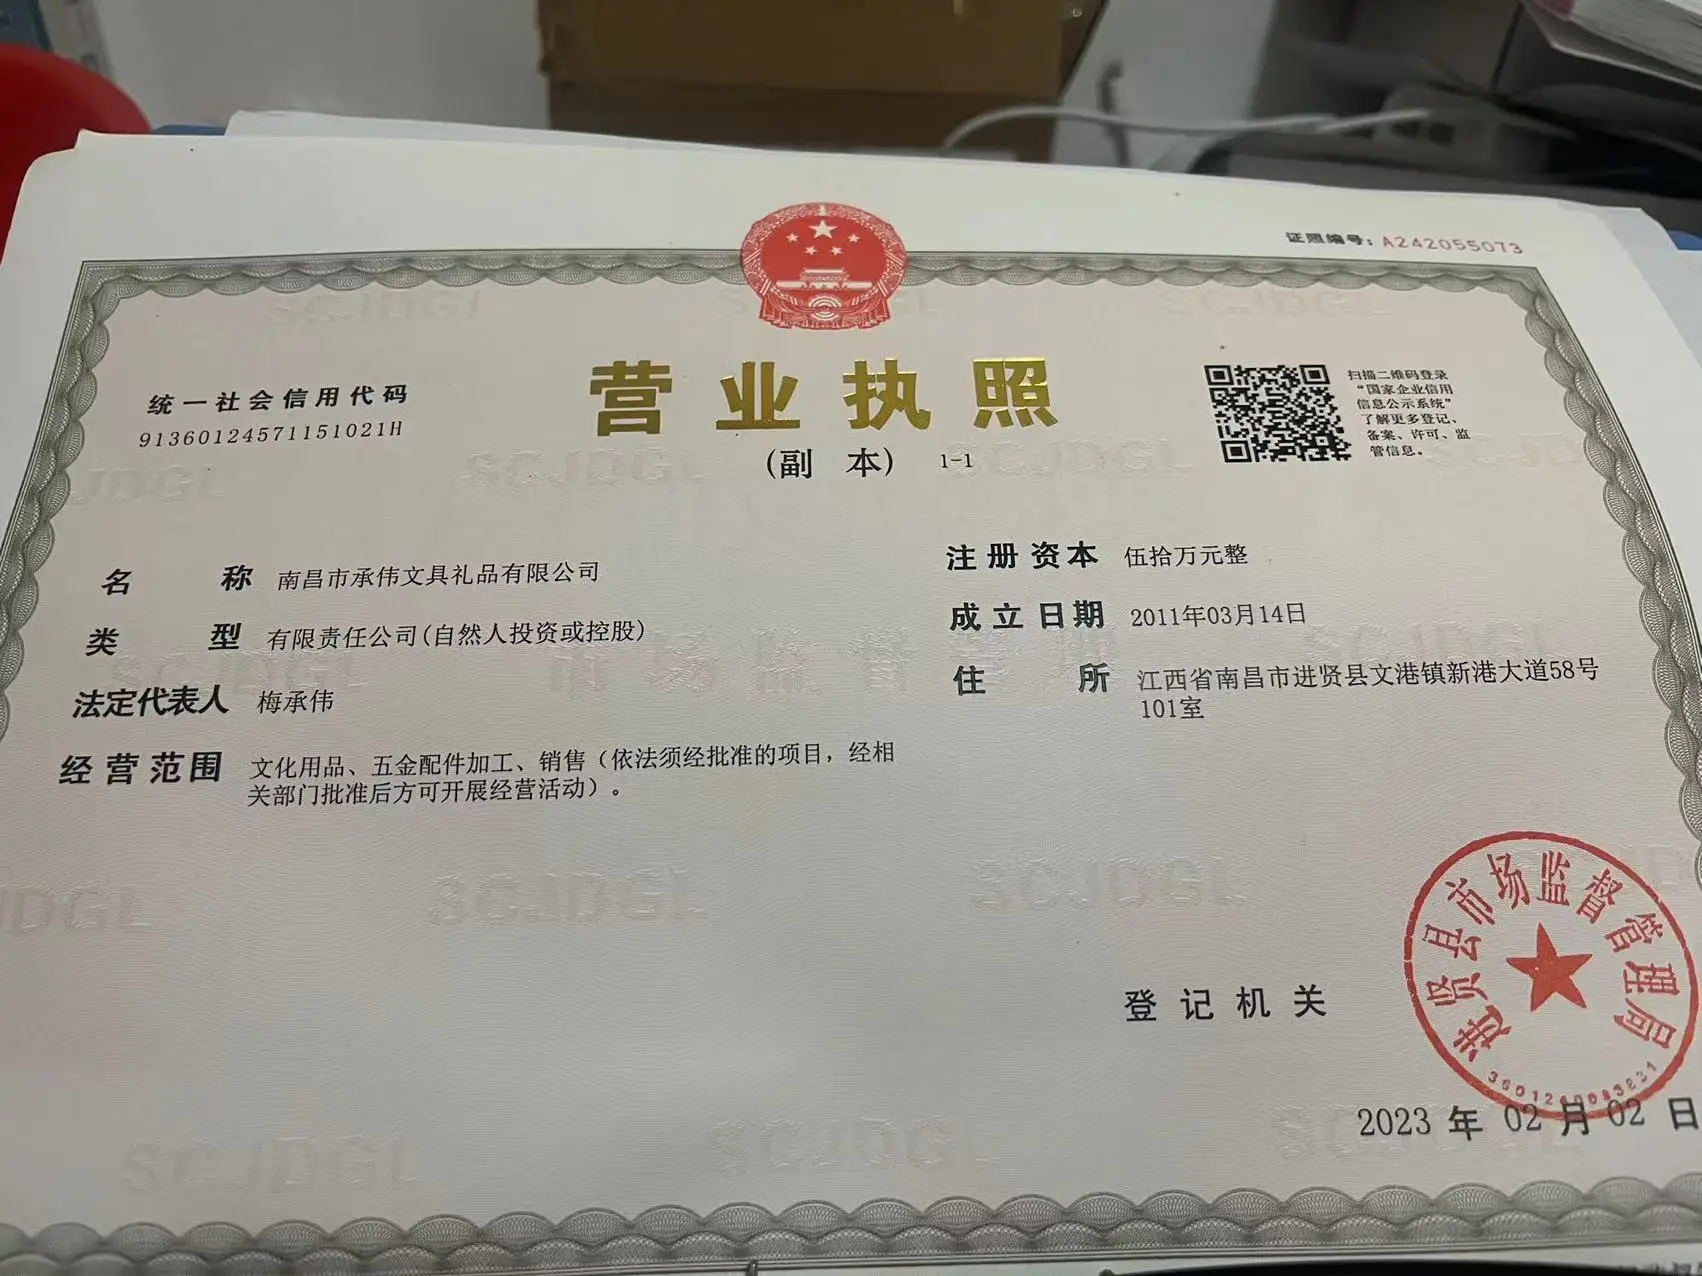 证照编号：A242055073
统一社会信用代码
91360124571151021H
营业执照
(副 本) 1-1
扫描二维码登录
“国家企业信用
信息公示系统”
了解更多登记、
备案、许可、监
管信息。
名 称 南昌市承伟文具礼品有限公司
类 型 有限责任公司(自然人投资或控股)
法定代表人 梅承伟
经营范围 文化用品、五金配件加工、销售（依法须经批准的项目，经相
关部门批准后方可开展经营活动）。
注册资本 伍拾万元整
成立日期 2011年03月14日
住 所 江西省南昌市进贤县文港镇新港大道58号
101室
登记机关
进贤县市场监督管理局
2023 年 02 月 02 日
SCJDGL